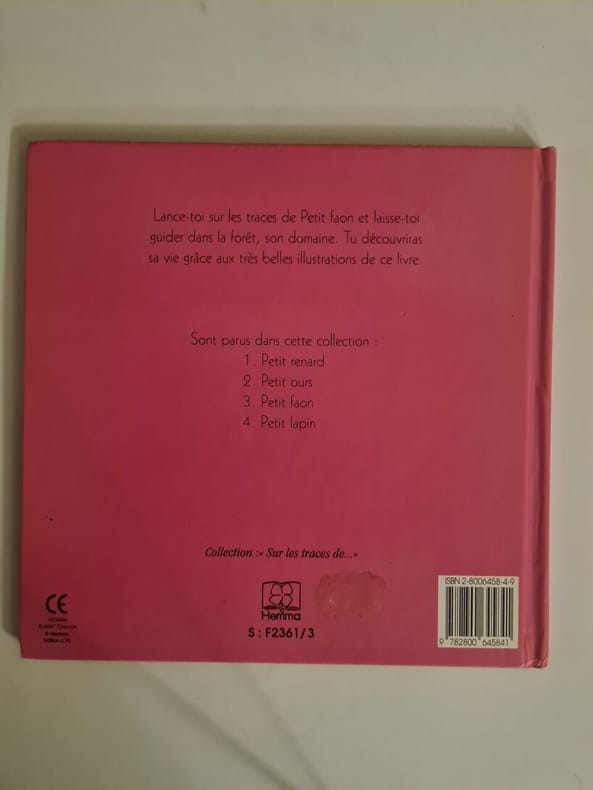 Lance-toi sur les traces de Petit faon et laisse-toi
guider dans la forêt, son domaine. Tu découvriras
sa vie grâce aux très belles illustrations de ce livre.
Sont parus dans cette collection :
1. Petit renard
2. Petit ours
3. Petit faon
4. Petit lapin
Collection :« Sur les traces de...»
CE
HEMMA
© Hemma
Hemma
S : F2361/3
ISBN 2-8006458-4-9
9 782800 645841